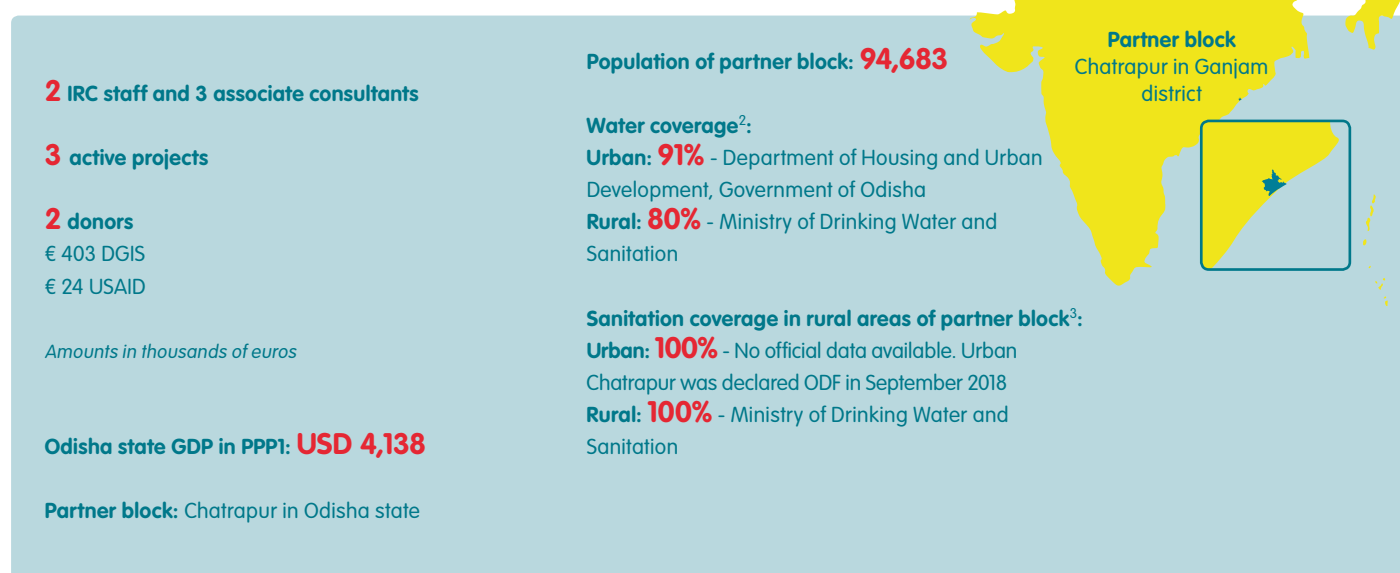 2 IRC staff and 3 associate consultants
3 active projects
2 donors
€ 403 DGIS
€ 24 USAID
Amounts in thousands of euros
Odisha state GDP in PPP1: USD 4,138
Partner block: Chatrapur in Odisha state
Population of partner block: 94,683
Water coverage2:
Urban: 91% - Department of Housing and Urban
Development, Government of Odisha
Rural: 80% - Ministry of Drinking Water and
Sanitation
Sanitation coverage in rural areas of partner block3:
Urban: 100% - No official data available. Urban
Chatrapur was declared ODF in September 2018
Rural: 100% - Ministry of Drinking Water and
Sanitation
Partner block
Chatrapur in Ganjam
district